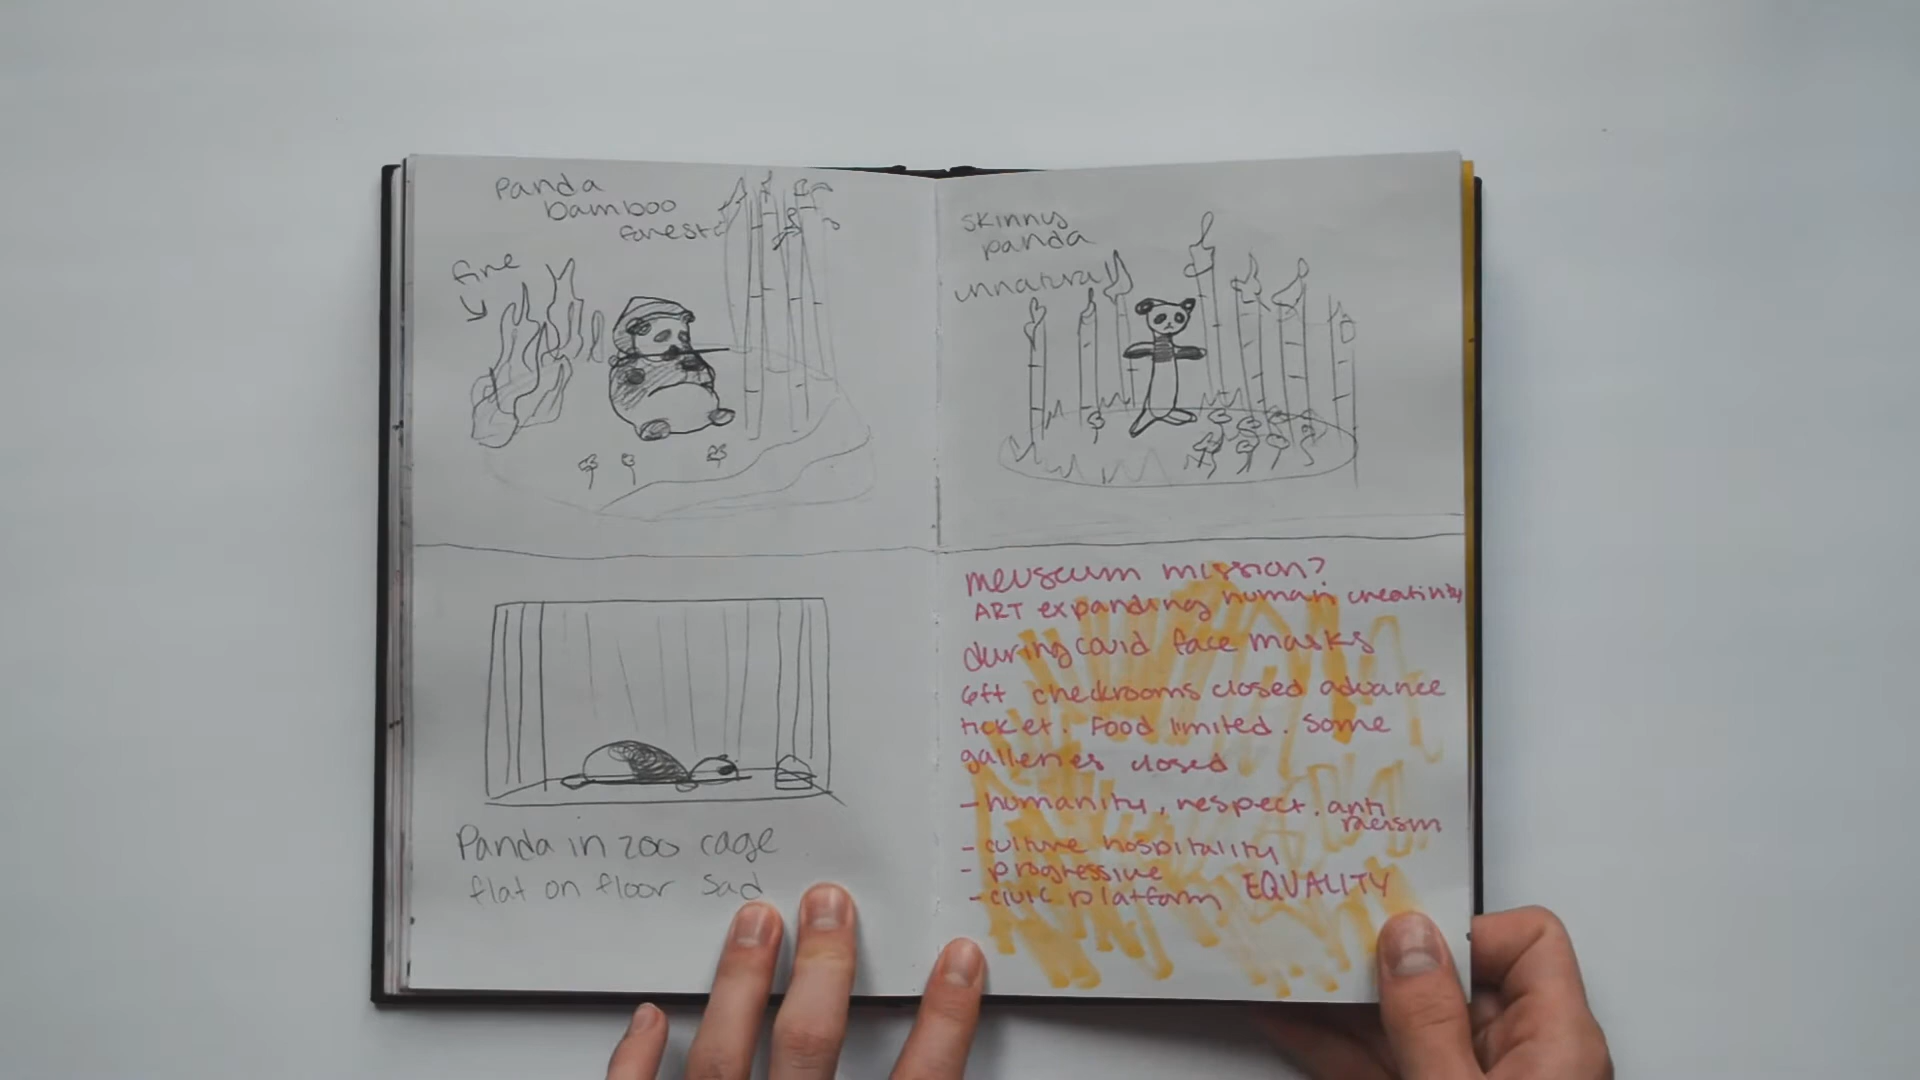 Panda
bamboo
forest
fire
skinny
panda
unnatural
Panda in zoo cage
flat on floor sad
meuseum mission?
ART expanding human creativity
during covid face masks
6ft checkrooms closed advance
ticket. Food limited. Some
galleries closed
- humanity, respect. anti
racism
- culture hospitality
- progressive
- civic platform EQUALITY